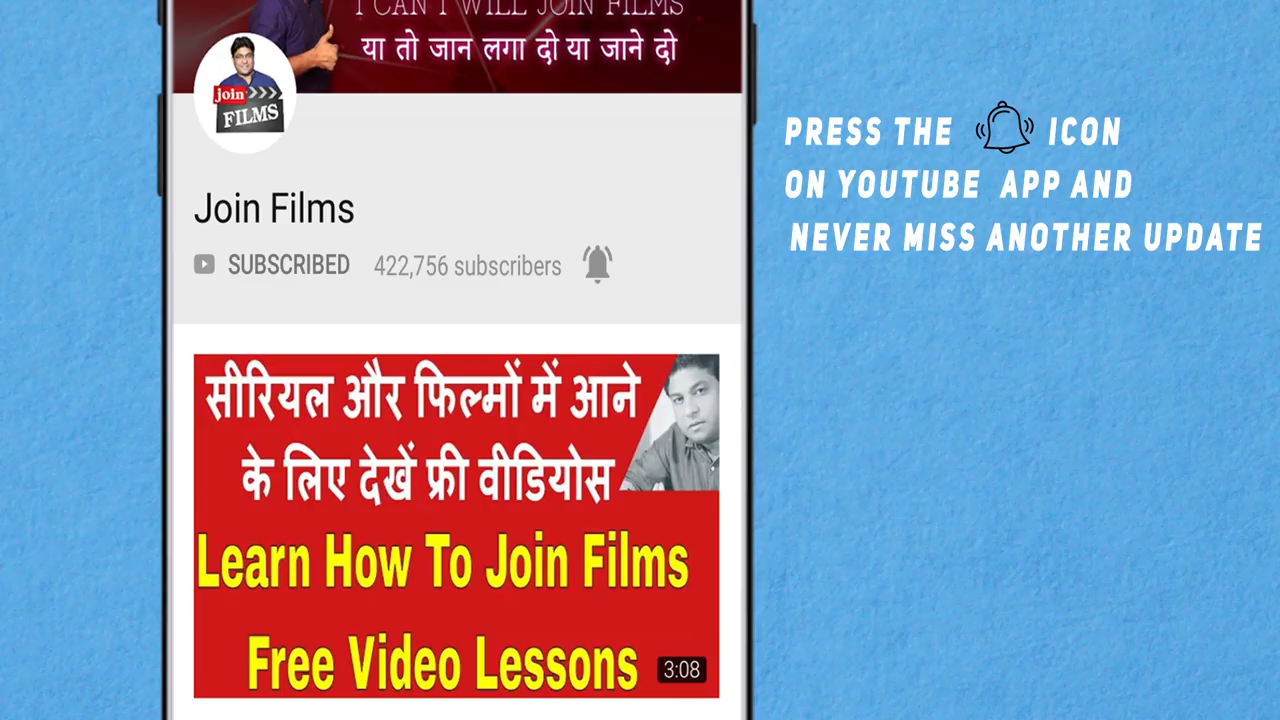 I CAN I WILL JOIN FILMS
या तो जान लगा दो या जाने दो
join
FILMS
Join Films
SUBSCRIBED 422,756 subscribers
सीरियल और फिल्मों में आने
के लिए देखें फ्री वीडियोस
Learn How To Join Films
Free Video Lessons
3:08
PRESS THE ICON
ON YOUTUBE APP AND
NEVER MISS ANOTHER UPDATE